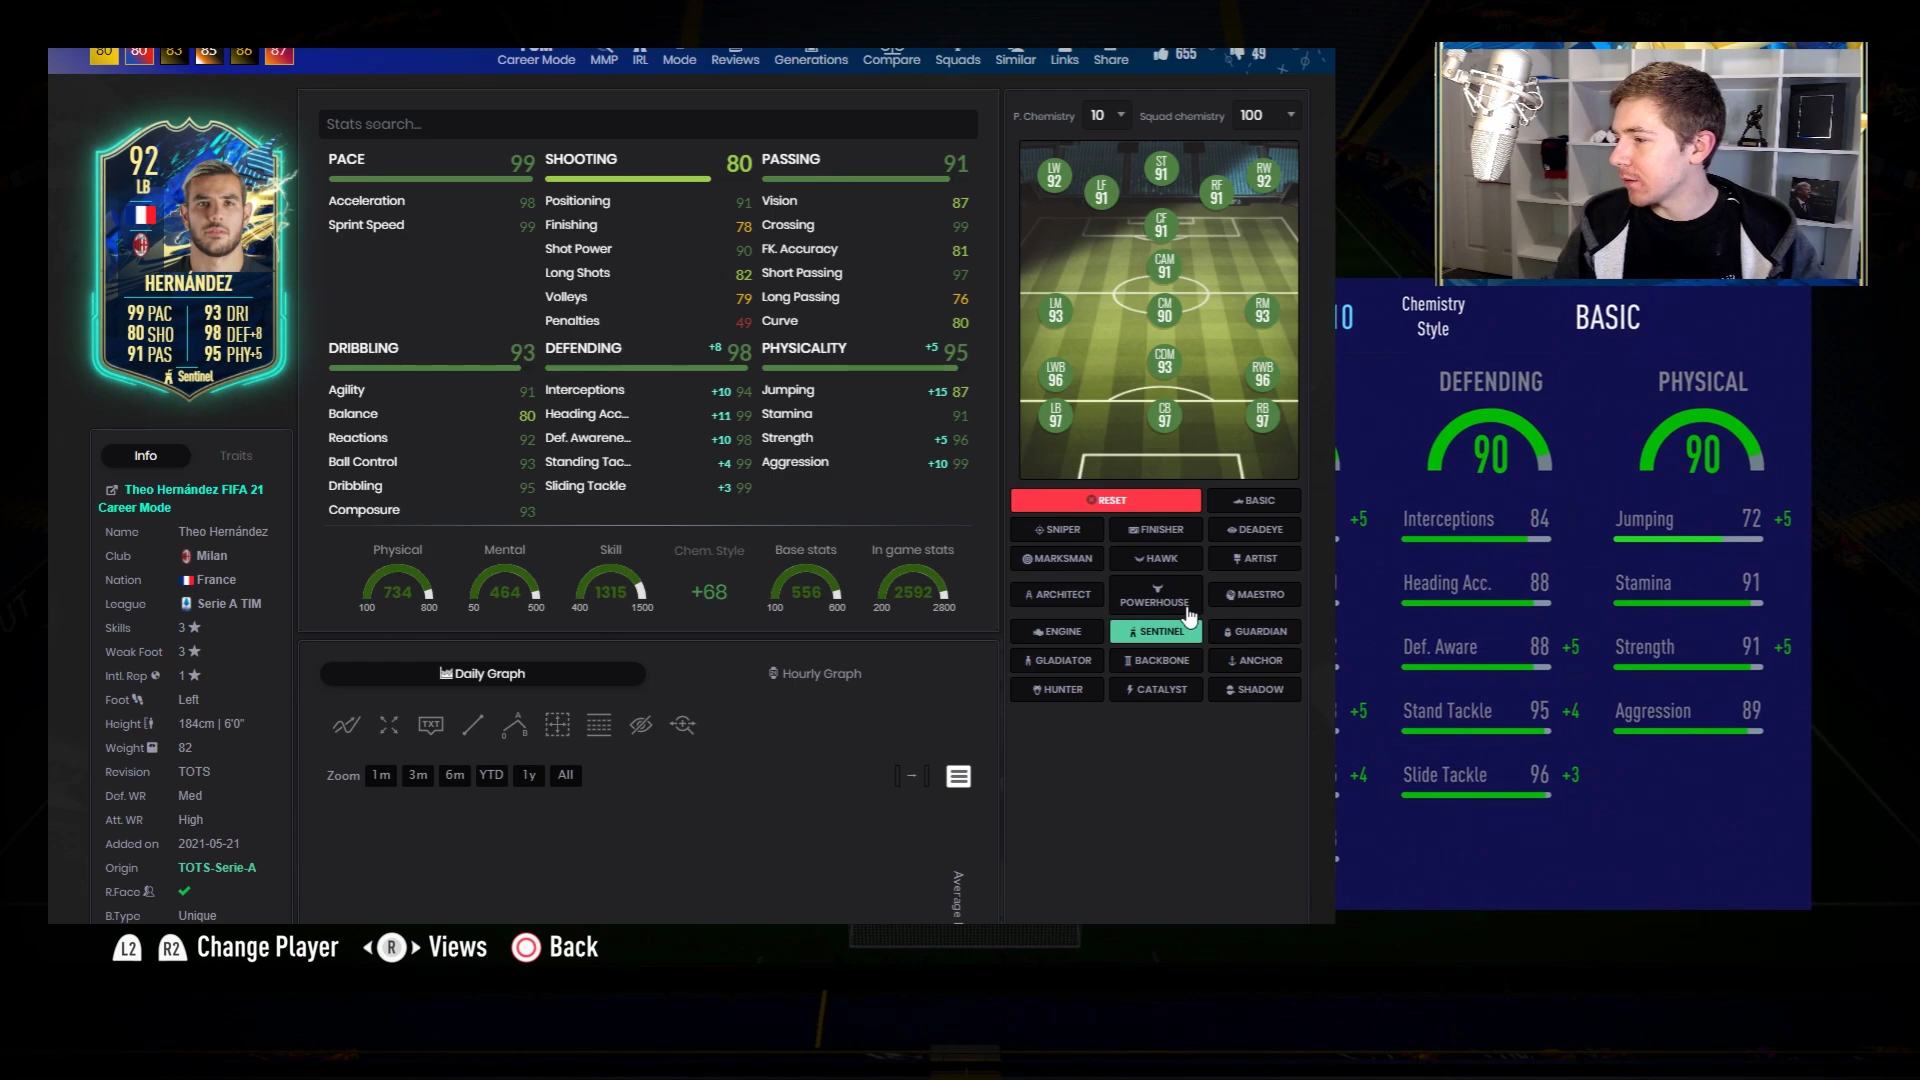 80 80 83 85 86 87
Career Mode MMP IRL Mode Reviews Generations Compare Squads Similar Links Share 655 49
92
LB
HERNÁNDEZ
99 PAC 93 DRI
80 SHO 98 DEF+8
91 PAS 95 PHY+5
Sentinel
Info Traits
Theo Hernández FIFA 21
Career Mode
Name Theo Hernández
Club Milan
Nation France
League Serie A TIM
Skills 3 ★
Weak Foot 3 ★
Intl. Rep 1 ★
Foot Left
Height 184cm | 6'0"
Weight 82
Revision TOTS
Def. WR Med
Att. WR High
Added on 2021-05-21
Origin TOTS-Serie-A
R.Face
B.Type Unique
Stats search...
PACE 99
Acceleration 98
Sprint Speed 99
SHOOTING 80
Positioning 91
Finishing 78
Shot Power 90
Long Shots 82
Volleys 79
Penalties 49
PASSING 91
Vision 87
Crossing 99
FK. Accuracy 81
Short Passing 97
Long Passing 76
Curve 80
DRIBBLING 93
Agility 91
Balance 80
Reactions 92
Ball Control 93
Dribbling 95
Composure 93
DEFENDING +8 98
Interceptions +10 94
Heading Acc... +11 99
Def. Awarene... +10 98
Standing Tac... +4 99
Sliding Tackle +3 99
PHYSICALITY +5 95
Jumping +15 87
Stamina 91
Strength +5 96
Aggression +10 99
Physical Mental Skill Chem. Style Base stats In game stats
734 464 1315 +68 556 2592
100 800 50 500 400 1500 100 600 200 2800
Daily Graph Hourly Graph
TXT
A
0 B
Zoom 1m 3m 6m YTD 1y All
→
Average
P. Chemistry 10 Squad chemistry 100
LW 92
ST 91
RW 92
LF 91
RF 91
CF 91
CAM 91
LM 93
CM 90
RM 93
LWB 96
CDM 93
RWB 96
LB 97
CB 97
RB 97
RESET BASIC
SNIPER FINISHER DEADEYE
MARKSMAN HAWK ARTIST
ARCHITECT POWERHOUSE MAESTRO
ENGINE SENTINEL GUARDIAN
GLADIATOR BACKBONE ANCHOR
HUNTER CATALYST SHADOW
10 Chemistry
Style
BASIC
DEFENDING PHYSICAL
90 90
+5 Interceptions 84 Jumping 72 +5
Heading Acc. 88 Stamina 91
Def. Aware 88 +5 Strength 91 +5
+5 Stand Tackle 95 +4 Aggression 89
+4 Slide Tackle 96 +3
L2 R2 Change Player R Views Back